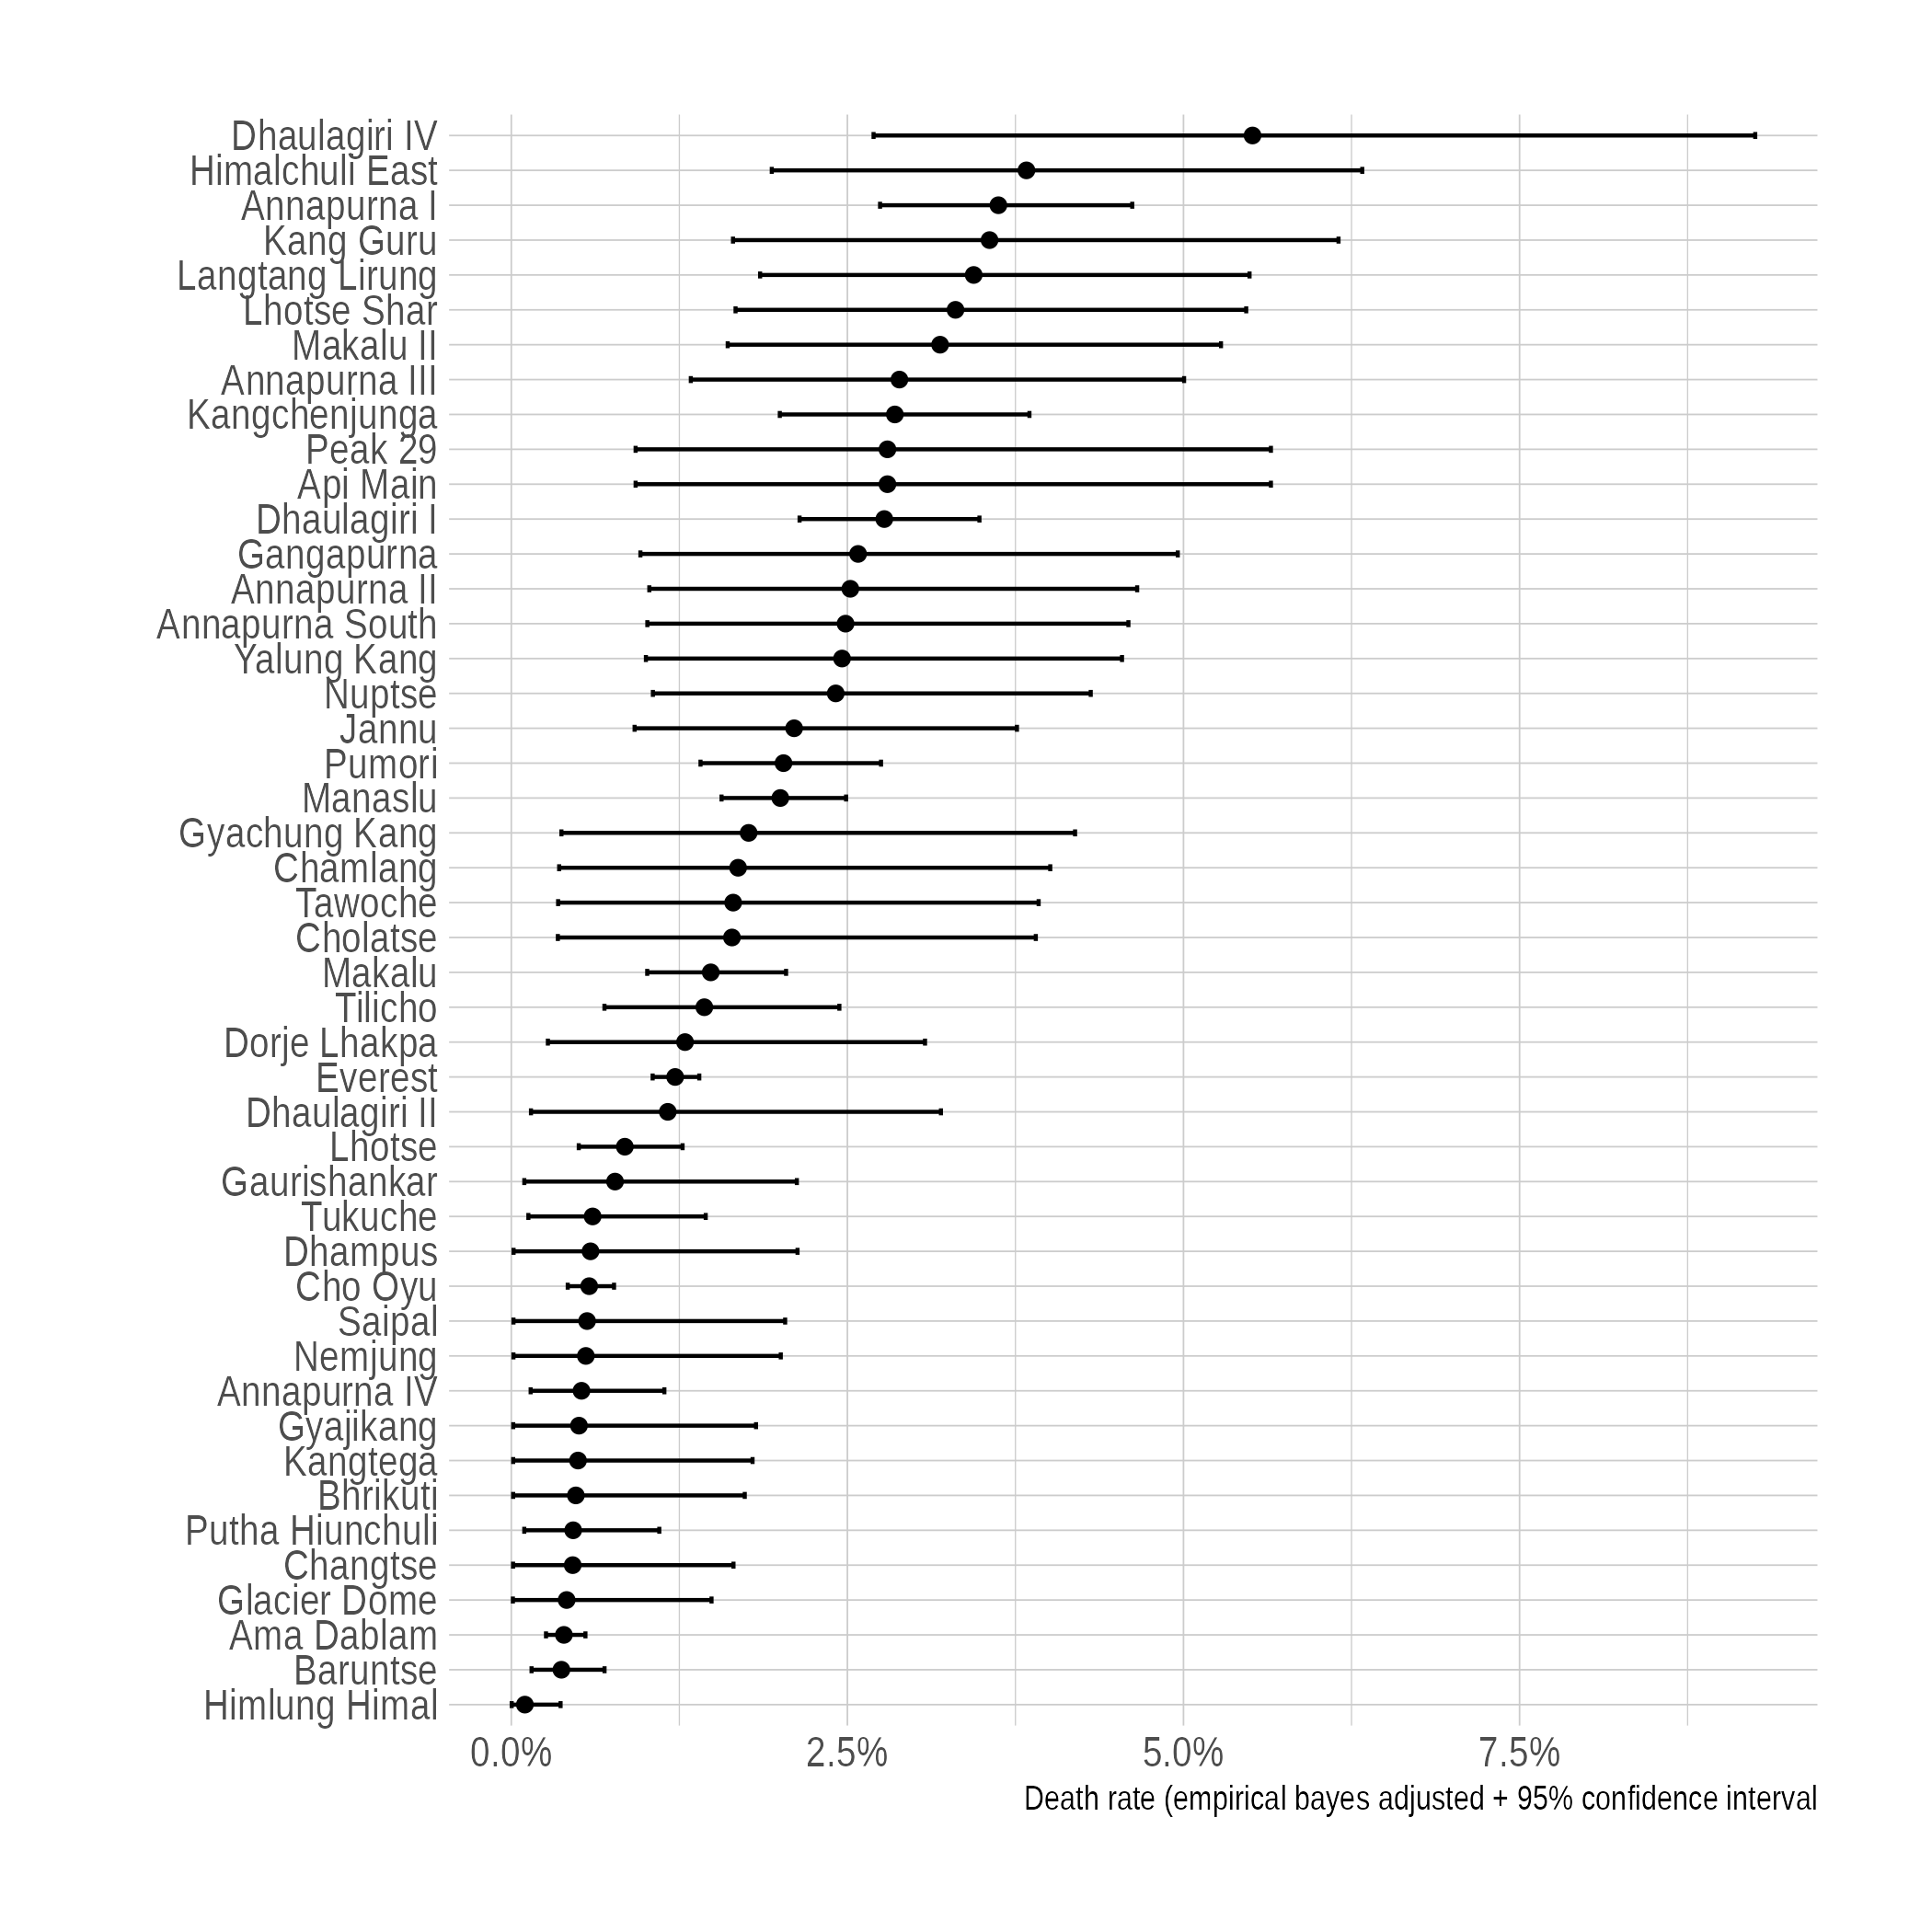 Dhaulagiri IV
Himalchuli East
Annapurna I
Kang Guru
Langtang Lirung
Lhotse Shar
Makalu II
Annapurna III
Kangchenjunga
Peak 29
Api Main
Dhaulagiri I
Gangapurna
Annapurna II
Annapurna South
Yalung Kang
Nuptse
Jannu
Pumori
Manaslu
Gyachung Kang
Chamlang
Tawoche
Cholatse
Makalu
Tilicho
Dorje Lhakpa
Everest
Dhaulagiri II
Lhotse
Gaurishankar
Tukuche
Dhampus
Cho Oyu
Saipal
Nemjung
Annapurna IV
Gyajikang
Kangtega
Bhrikuti
Putha Hiunchuli
Changtse
Glacier Dome
Ama Dablam
Baruntse
Himlung Himal
0.0% 2.5% 5.0% 7.5%
Death rate (empirical bayes adjusted + 95% confidence interval